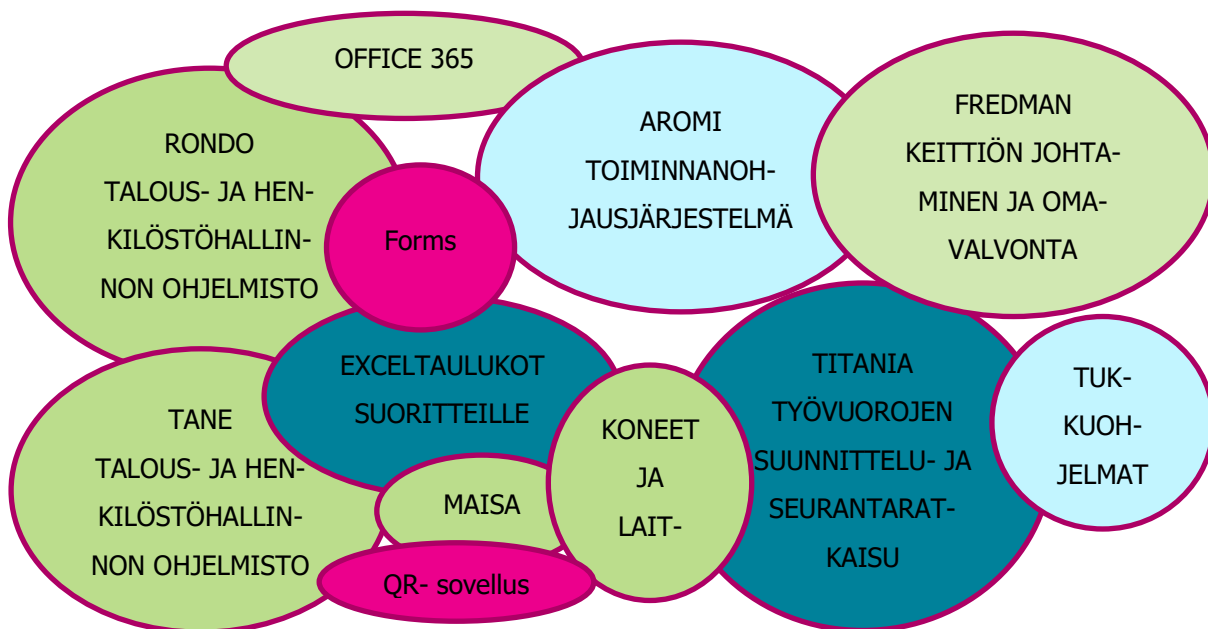 OFFICE 365
RONDO
TALOUS- JA HEN-
KILÖSTÖHALLIN-
NON OHJELMISTO
Forms
AROMI
TOIMINNANOH-
JAUSJÄRJESTELMÄ
FREDMAN
KEITTIÖN JOHTA-
MINEN JA OMA-
VALVONTA
EXCELTAULUKOT
SUORITTEILLE
TANE
TALOUS- JA HEN-
KILÖSTÖHALLIN-
NON OHJELMISTO
MAISA
QR- sovellus
KONEET
JA
LAIT-
TITANIA
TYÖVUOROJEN
SUUNNITTELU- JA
SEURANTARAT-
KAISU
TUK-
KUOH-
JELMAT